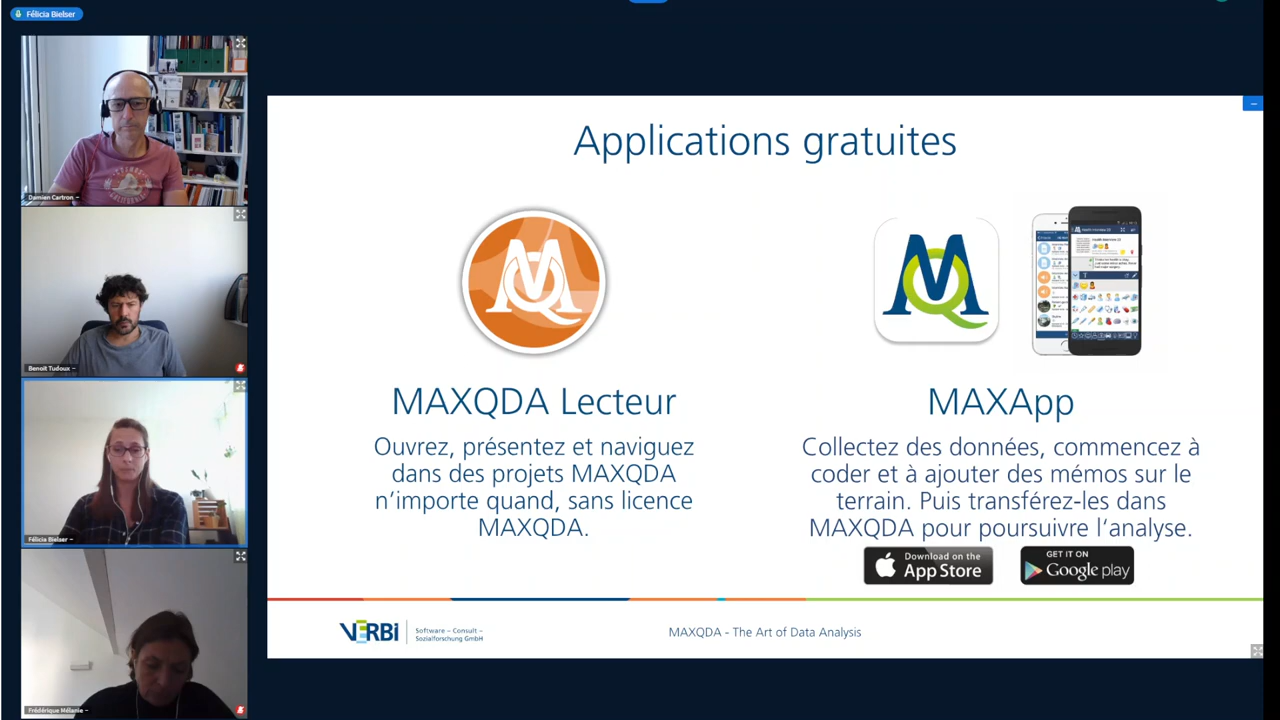 Félicia Bielser
Damien Cartron
Benoit Tudoux
Félicia Bielser
Frédérique Mélanie
Applications gratuites
MAXQDA Lecteur
Ouvrez, présentez et naviguez
dans des projets MAXQDA
n’importe quand, sans licence
MAXQDA.
MAXApp
Collectez des données, commencez à
coder et à ajouter des mémos sur le
terrain. Puis transférez-les dans
MAXQDA pour poursuivre l‘analyse.
Download on the
App Store
GET IT ON
Google play
VERBI
Software – Consult –
Sozialforschung GmbH
MAXQDA - The Art of Data Analysis